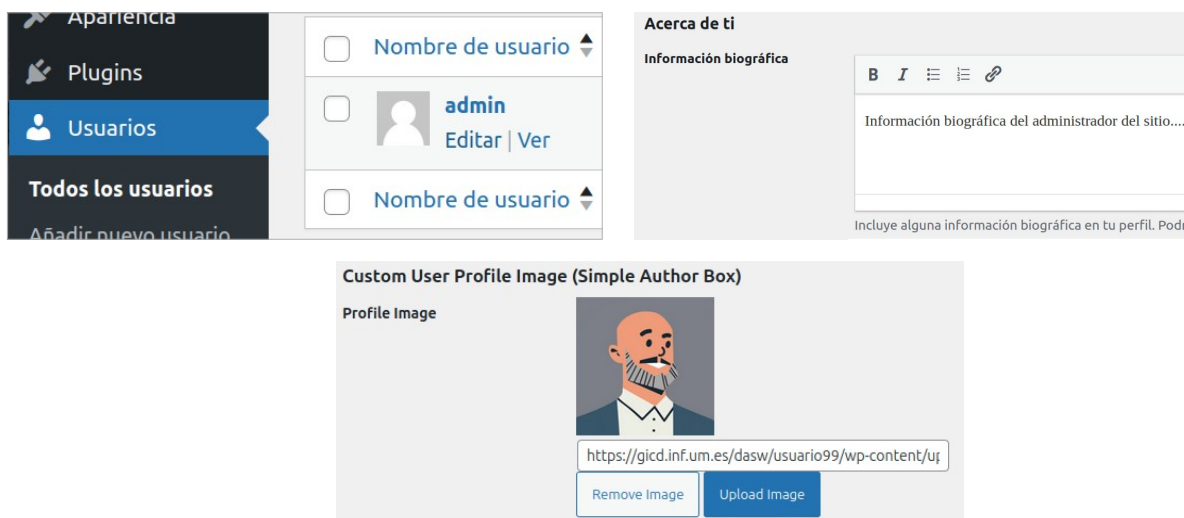 Apariencia
Plugins
Usuarios
Todos los usuarios
Añadir nuevo usuario
Nombre de usuario
admin
Editar | Ver
Nombre de usuario
Acerca de ti
Información biográfica
B I
Información biográfica del administrador del sitio....
Incluye alguna información biográfica en tu perfil.
Custom User Profile Image (Simple Author Box)
Profile Image
https://gicd.inf.um.es/dasw/usuario99/wp-content/up
Remove Image
Upload Image